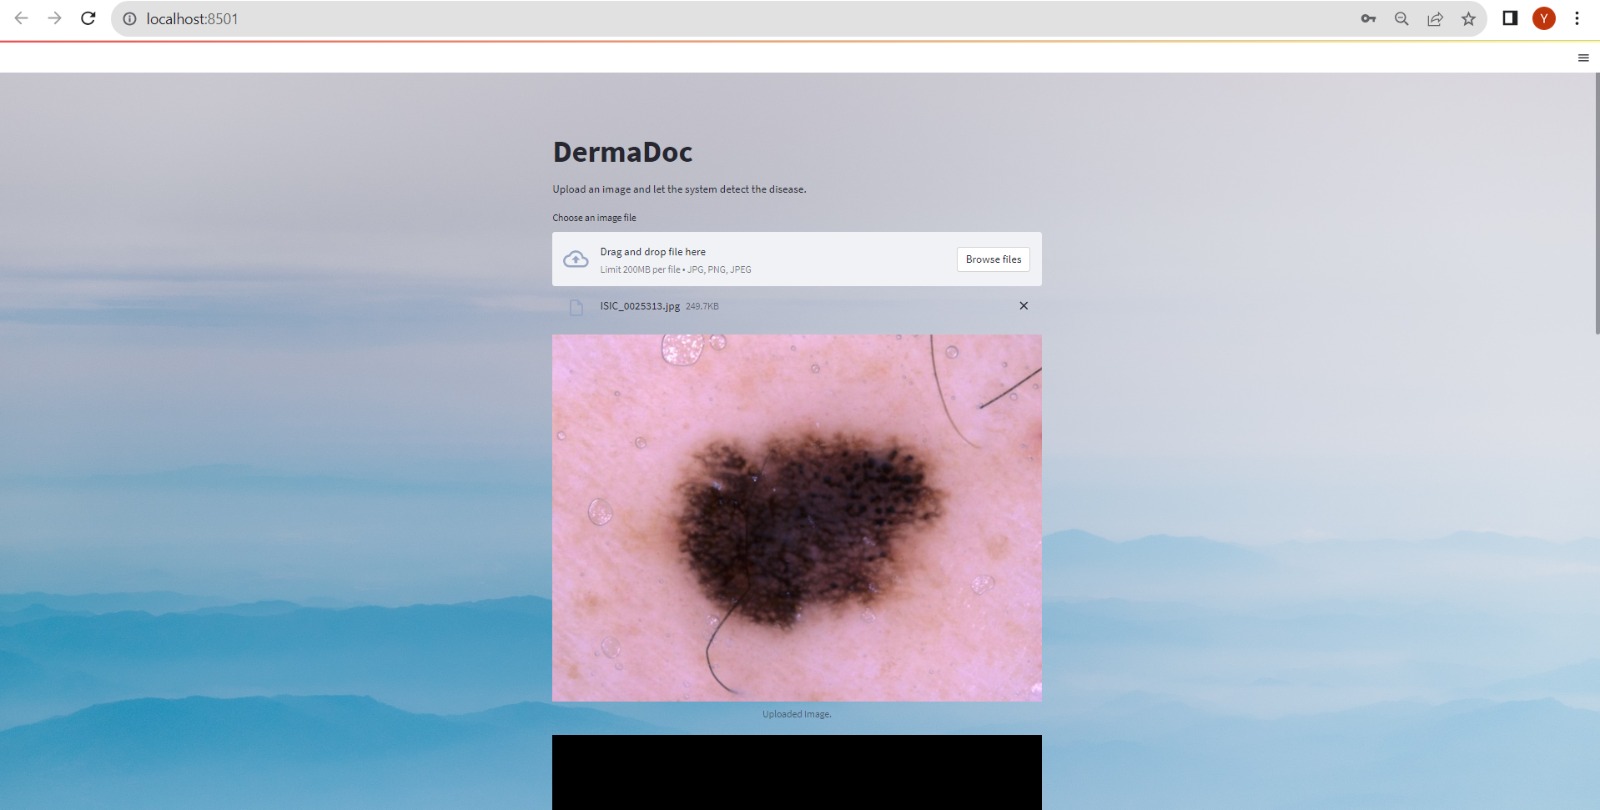 localhost:8501
Y
DermaDoc
Upload an image and let the system detect the disease.
Choose an image file
Drag and drop file here
Limit 200MB per file • JPG, PNG, JPEG
Browse files
ISIC_0025313.jpg 249.7KB
Uploaded Image.